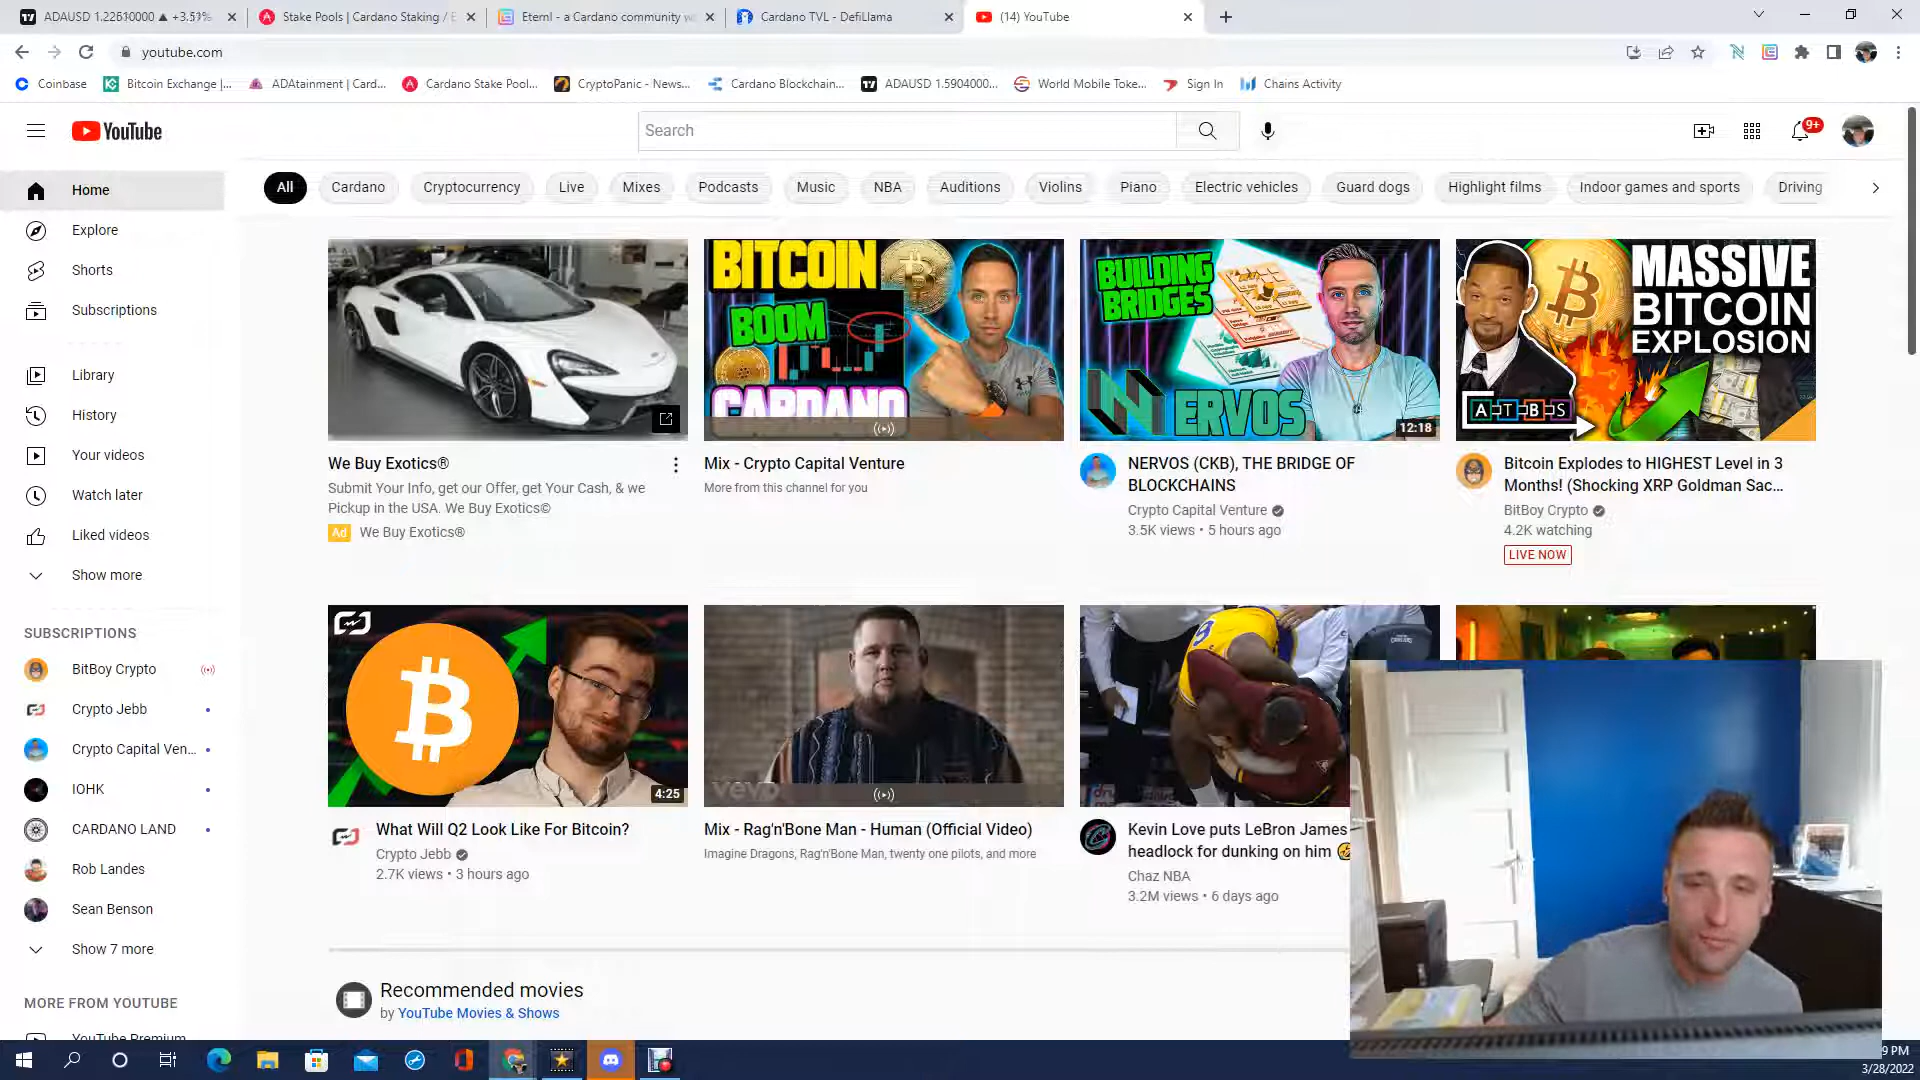 ADAUSD 1.22610000 ▲ +3.51%
Stake Pools | Cardano Staking / E
Eternl - a Cardano community w
Cardano TVL - DefiLlama
(14) YouTube
youtube.com
Coinbase
Bitcoin Exchange |...
ADAtainment | Card...
Cardano Stake Pool...
CryptoPanic - News...
Cardano Blockchain...
ADAUSD 1.5904000...
World Mobile Toke...
Sign In
Chains Activity
YouTube
Search
9+
All
Cardano
Cryptocurrency
Live
Mixes
Podcasts
Music
NBA
Auditions
Violins
Piano
Electric vehicles
Guard dogs
Highlight films
Indoor games and sports
Driving
Home
Explore
Shorts
Subscriptions
Library
History
Your videos
Watch later
Liked videos
Show more
SUBSCRIPTIONS
BitBoy Crypto
Crypto Jebb
Crypto Capital Ven...
IOHK
CARDANO LAND
Rob Landes
Sean Benson
Show 7 more
MORE FROM YOUTUBE
YouTube Premium
We Buy Exotics®
Submit Your Info, get our Offer, get Your Cash, & we
Pickup in the USA. We Buy Exotics©
Ad We Buy Exotics®
BITCOIN
BOOM
CARDANO
Mix - Crypto Capital Venture
More from this channel for you
BUILDING
BRIDGES
NERVOS
12:18
NERVOS (CKB), THE BRIDGE OF
BLOCKCHAINS
Crypto Capital Venture
3.5K views • 5 hours ago
MASSIVE
BITCOIN
EXPLOSION
A-T-B-S
Bitcoin Explodes to HIGHEST Level in 3
Months! (Shocking XRP Goldman Sac...
BitBoy Crypto
4.2K watching
LIVE NOW
4:25
What Will Q2 Look Like For Bitcoin?
Crypto Jebb
2.7K views • 3 hours ago
vevo
Mix - Rag'n'Bone Man - Human (Official Video)
Imagine Dragons, Rag'n'Bone Man, twenty one pilots, and more
Kevin Love puts LeBron James
headlock for dunking on him
Chaz NBA
3.2M views • 6 days ago
Recommended movies
by YouTube Movies & Shows
9 PM
3/28/2022